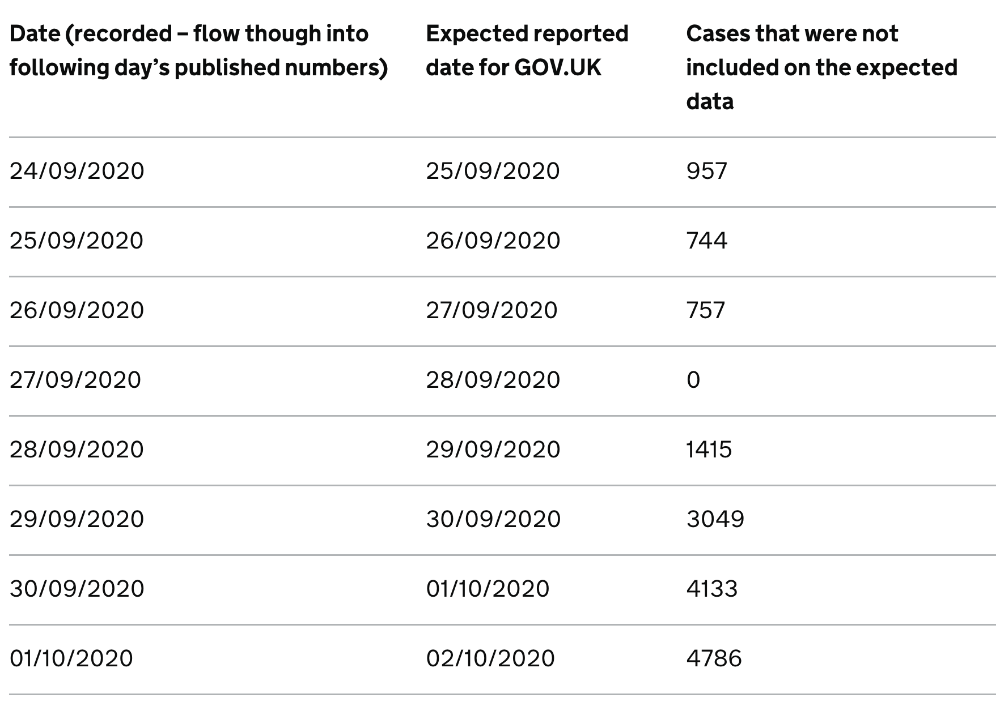 Date (recorded – flow though into
following day’s published numbers)
Expected reported
date for GOV.UK
Cases that were not
included on the expected
data
24/09/2020 25/09/2020 957
25/09/2020 26/09/2020 744
26/09/2020 27/09/2020 757
27/09/2020 28/09/2020 0
28/09/2020 29/09/2020 1415
29/09/2020 30/09/2020 3049
30/09/2020 01/10/2020 4133
01/10/2020 02/10/2020 4786